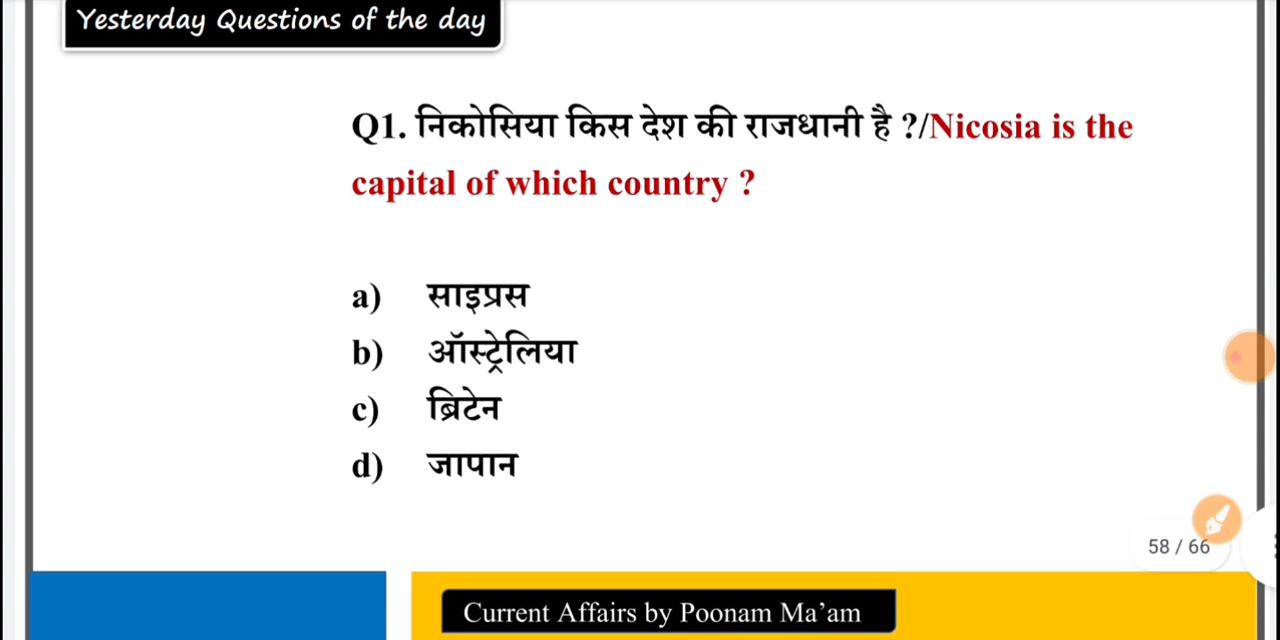 Yesterday Questions of the day
Q1. निकोसिया किस देश की राजधानी है ?/Nicosia is the
capital of which country ?
a) साइप्रस
b) ऑस्ट्रेलिया
c) ब्रिटेन
d) जापान
58 / 66
Current Affairs by Poonam Ma’am